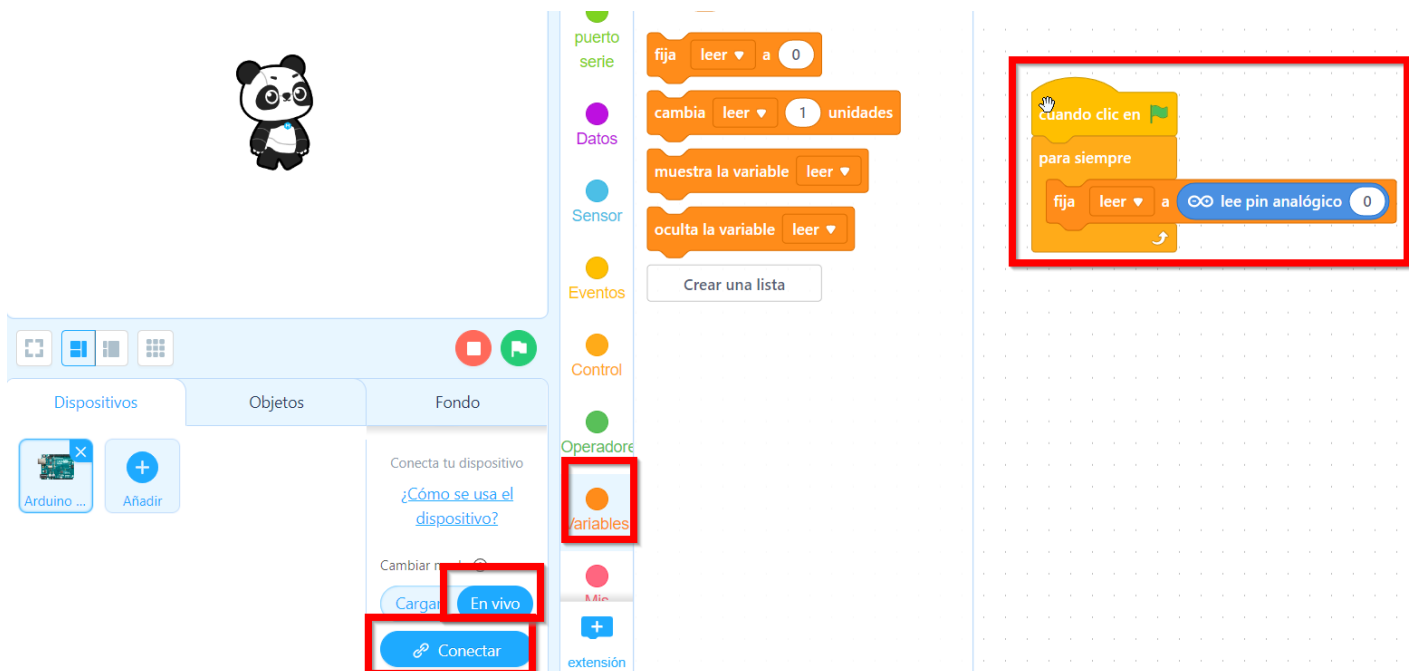 puerto
serie
Datos
Sensor
Eventos
Control
Operadore
Variables
Mis
extensión
fija leer a 0
cambia leer 1 unidades
muestra la variable leer
oculta la variable leer
Crear una lista
cuando clic en
para siempre
fija leer a lee pin analógico 0
Dispositivos
Objetos
Fondo
Arduino ...
Añadir
Conecta tu dispositivo
¿Cómo se usa el
dispositivo?
Cambiar
Cargar
En vivo
Conectar